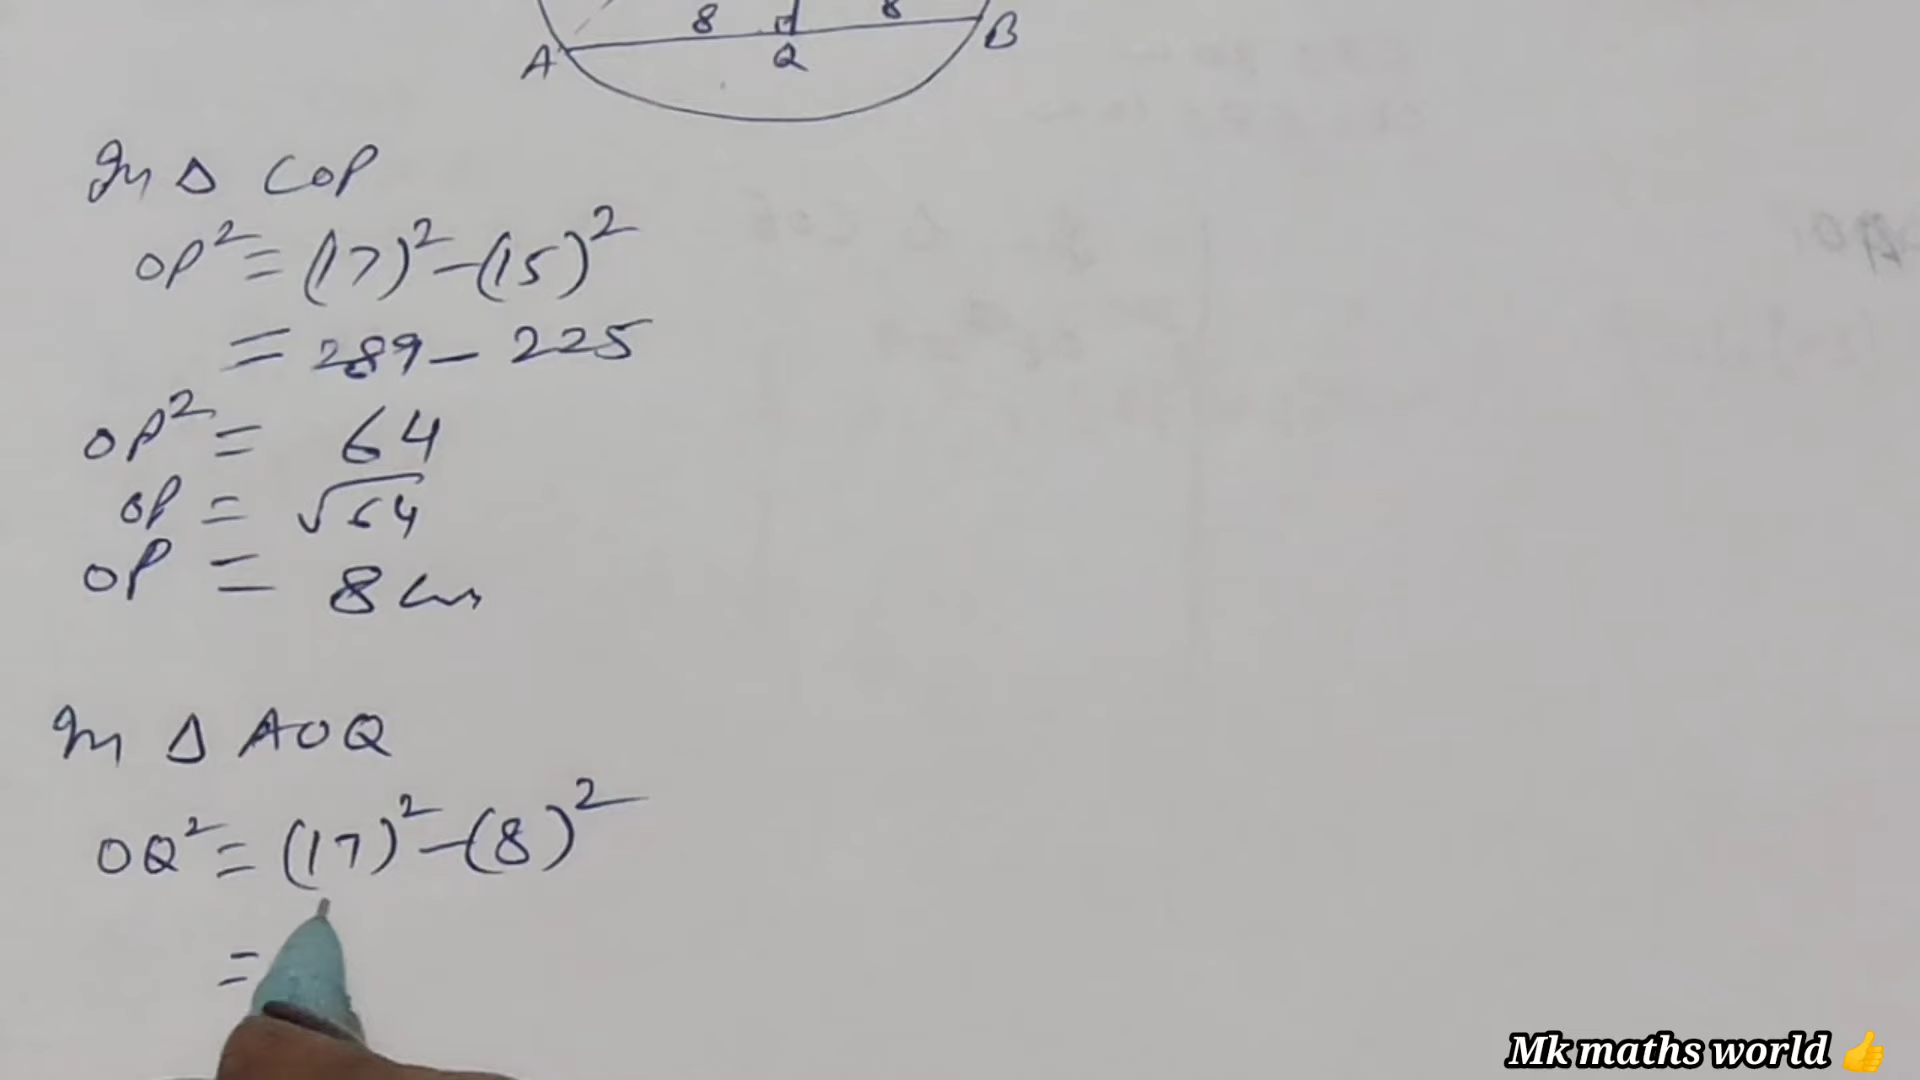 8 8
A Q B
In Δ COP
OP² = (17)² - (15)²
= 289 - 225
OP² = 64
OP = √64
OP = 8 cm
In Δ AOQ
OQ² = (17)² - (8)²
=
Mk maths world 👍